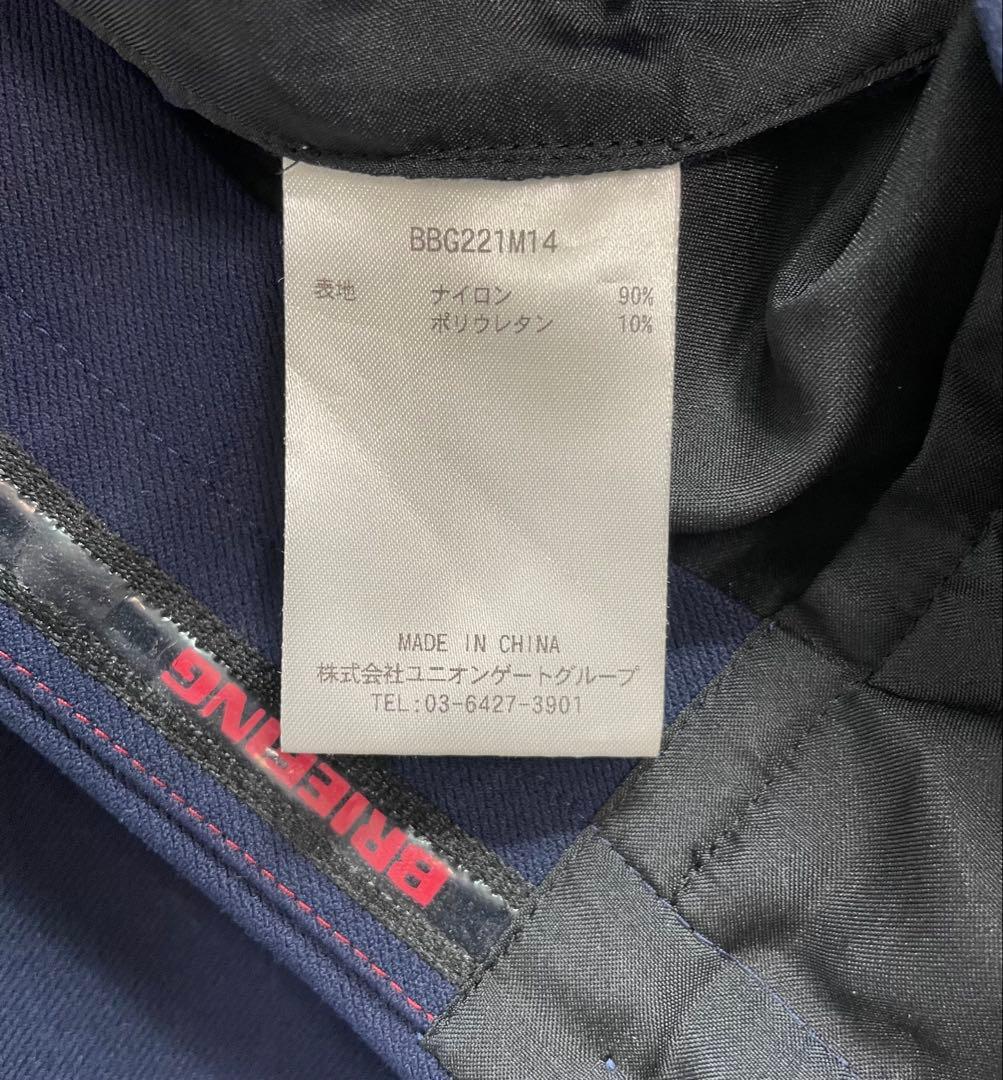 BBG221M14
表地 ナイロン 90%
ポリウレタン 10%
MADE IN CHINA
株式会社ユニオンゲートグループ
TEL:03-6427-3901
BRIEFING